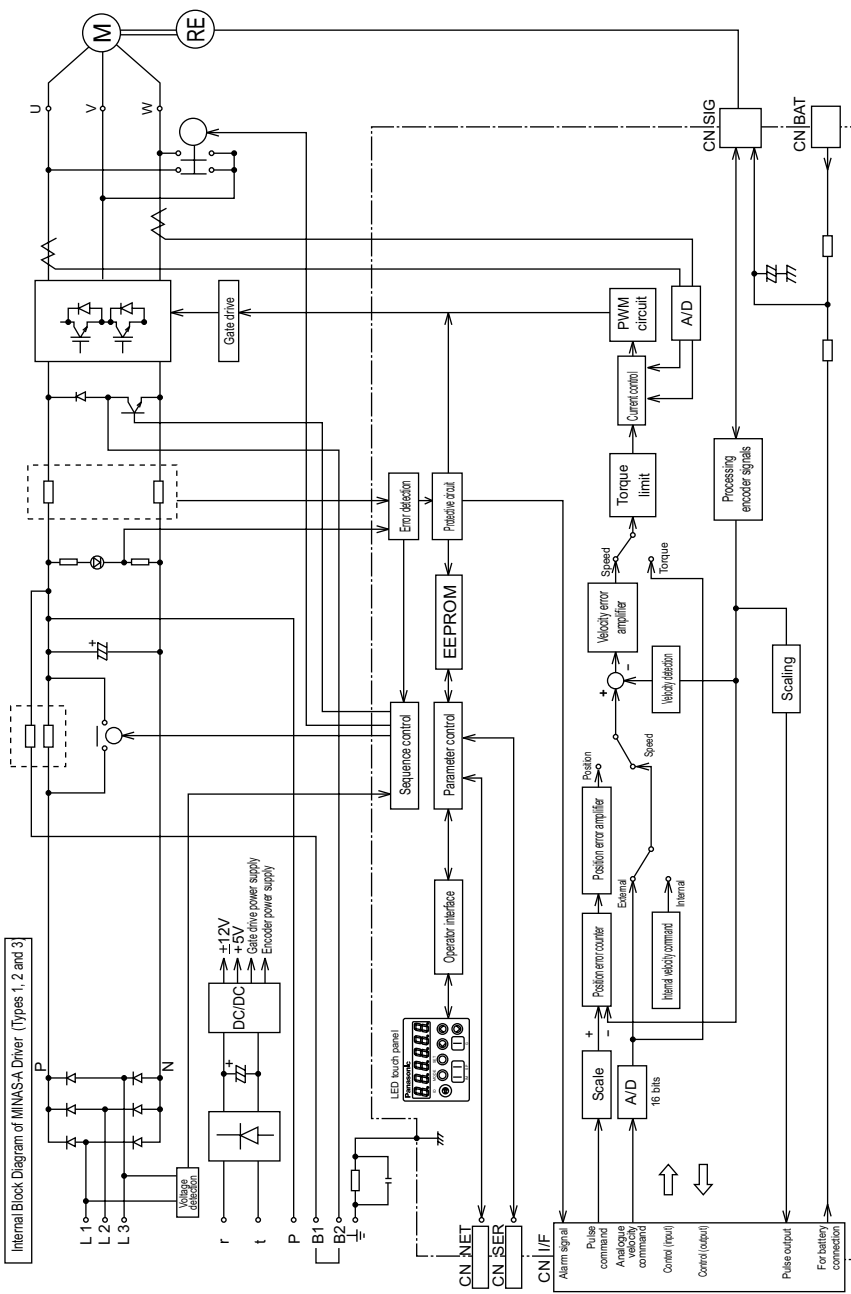 Internal Block Diagram of MINAS-A Driver (Types 1, 2 and 3)
L1
L2
L3
Voltage
detection
P
N
r
t
P
B1
B2
DC/DC
±12V
+5V
Gate drive power supply
Encoder power supply
+
+
U
V
W
M
RE
Gate drive
Sequence control
Error detection
Protective circuit
EEPROM
Parameter control
Operator interface
LED touch panel
Panasonic
CN NET
CN SER
CN I/F
CN SIG
CN BAT
Alarm signal
Pulse
command
Analogue
velocity
command
Control (input)
Control (output)
Pulse output
For battery
connection
Scale
A/D
16 bits
+
-
Position error counter
Position error amplifier
Position
Internal velocity command
External
Internal
Speed
+
-
Velocity error
amplifier
Velocity detection
Speed
Torque
Torque
limit
Current control
PWM
circuit
A/D
Processing
encoder signals
Scaling